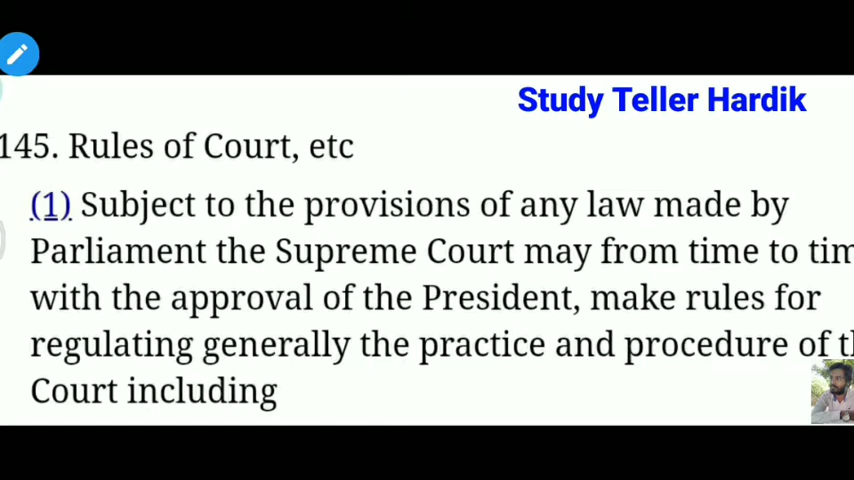 Study Teller Hardik
145. Rules of Court, etc
(1) Subject to the provisions of any law made by
Parliament the Supreme Court may from time to
with the approval of the President, make rules for
regulating generally the practice and procedure of
Court including